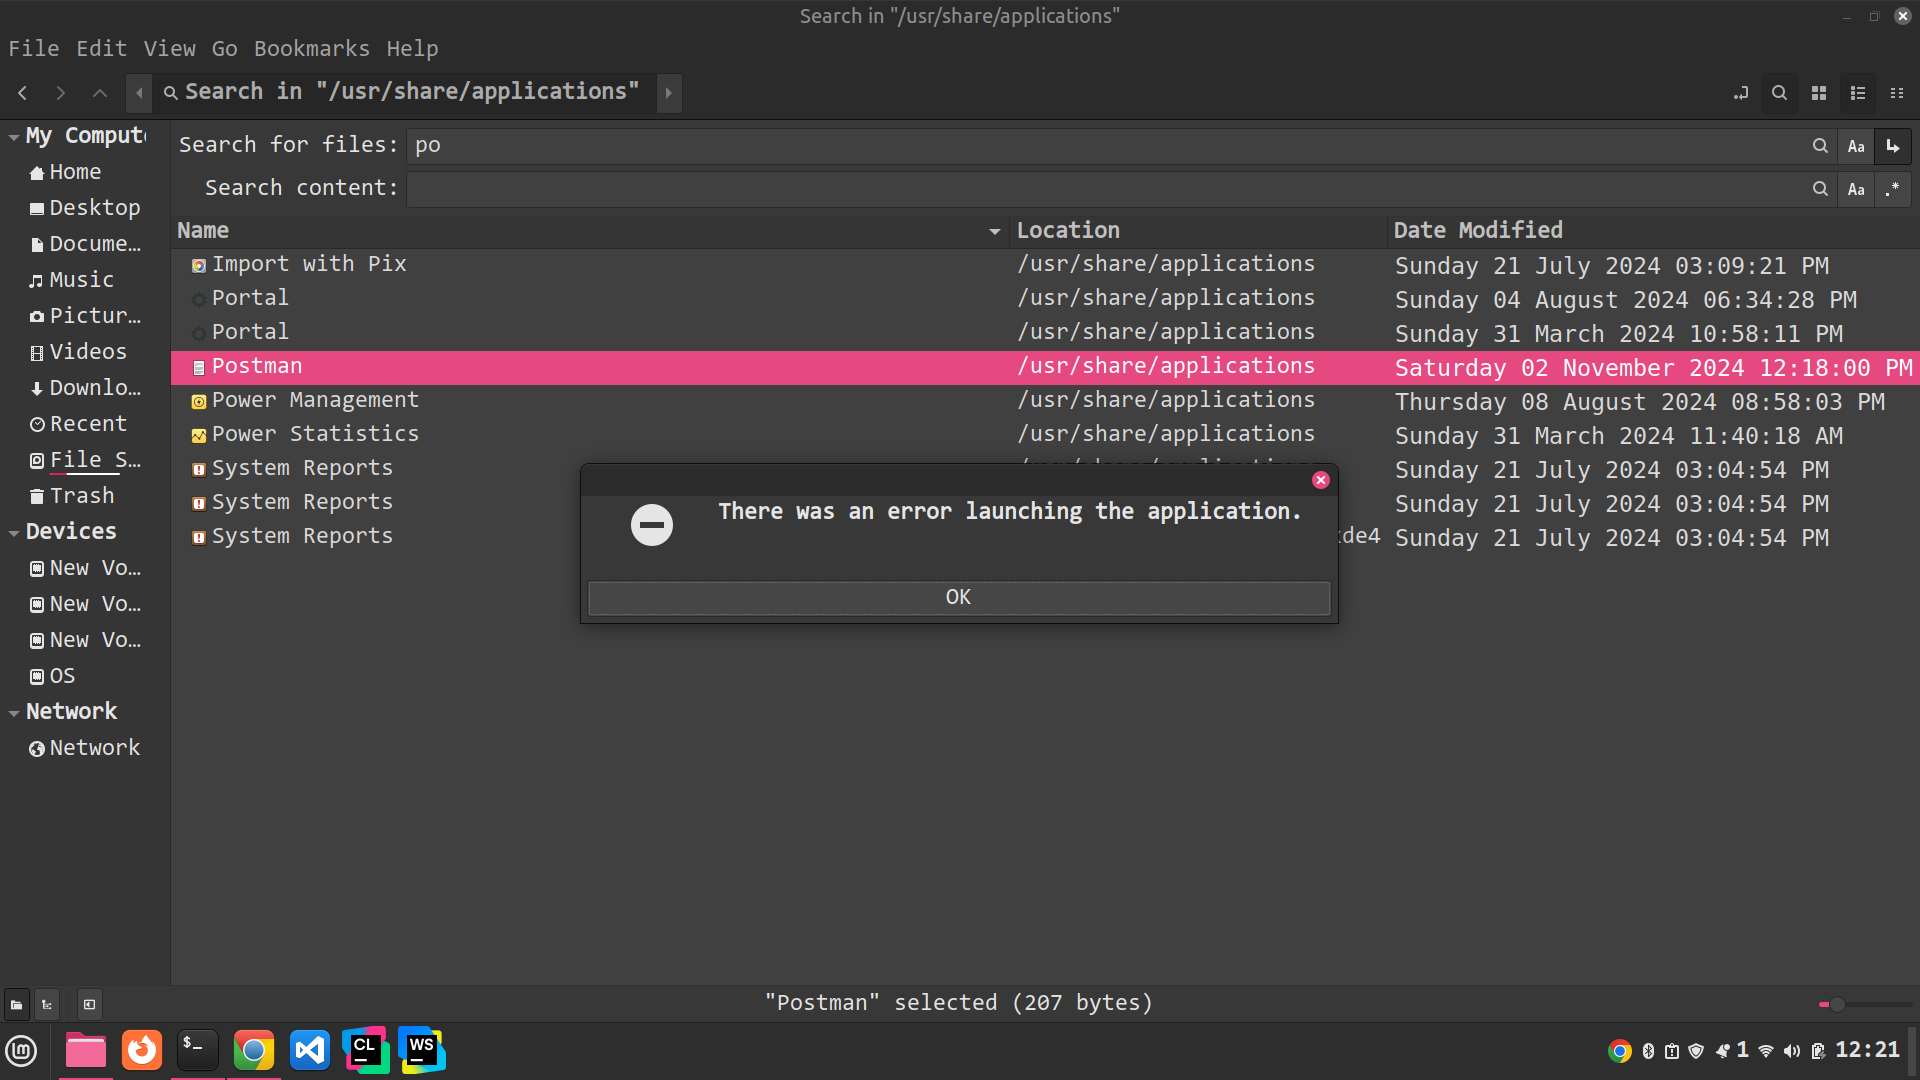 Search in "/usr/share/applications"
File Edit View Go Bookmarks Help
Search in "/usr/share/applications"
My Comput
Search for files: po
Aa
Home
Search content:
Aa .*
Desktop
Name Location Date Modified
Docume...
Import with Pix /usr/share/applications Sunday 21 July 2024 03:09:21 PM
Music
Portal /usr/share/applications Sunday 04 August 2024 06:34:28 PM
Pictur...
Portal /usr/share/applications Sunday 31 March 2024 10:58:11 PM
Videos
Postman /usr/share/applications Saturday 02 November 2024 12:18:00 PM
Downlo...
Power Management /usr/share/applications Thursday 08 August 2024 08:58:03 PM
Recent
Power Statistics /usr/share/applications Sunday 31 March 2024 11:40:18 AM
File S...
System Reports Sunday 21 July 2024 03:04:54 PM
Trash
System Reports Sunday 21 July 2024 03:04:54 PM
Devices
System Reports kde4 Sunday 21 July 2024 03:04:54 PM
There was an error launching the application.
OK
New Vo...
New Vo...
New Vo...
OS
Network
Network
"Postman" selected (207 bytes)
$_
CL
WS
1
12:21